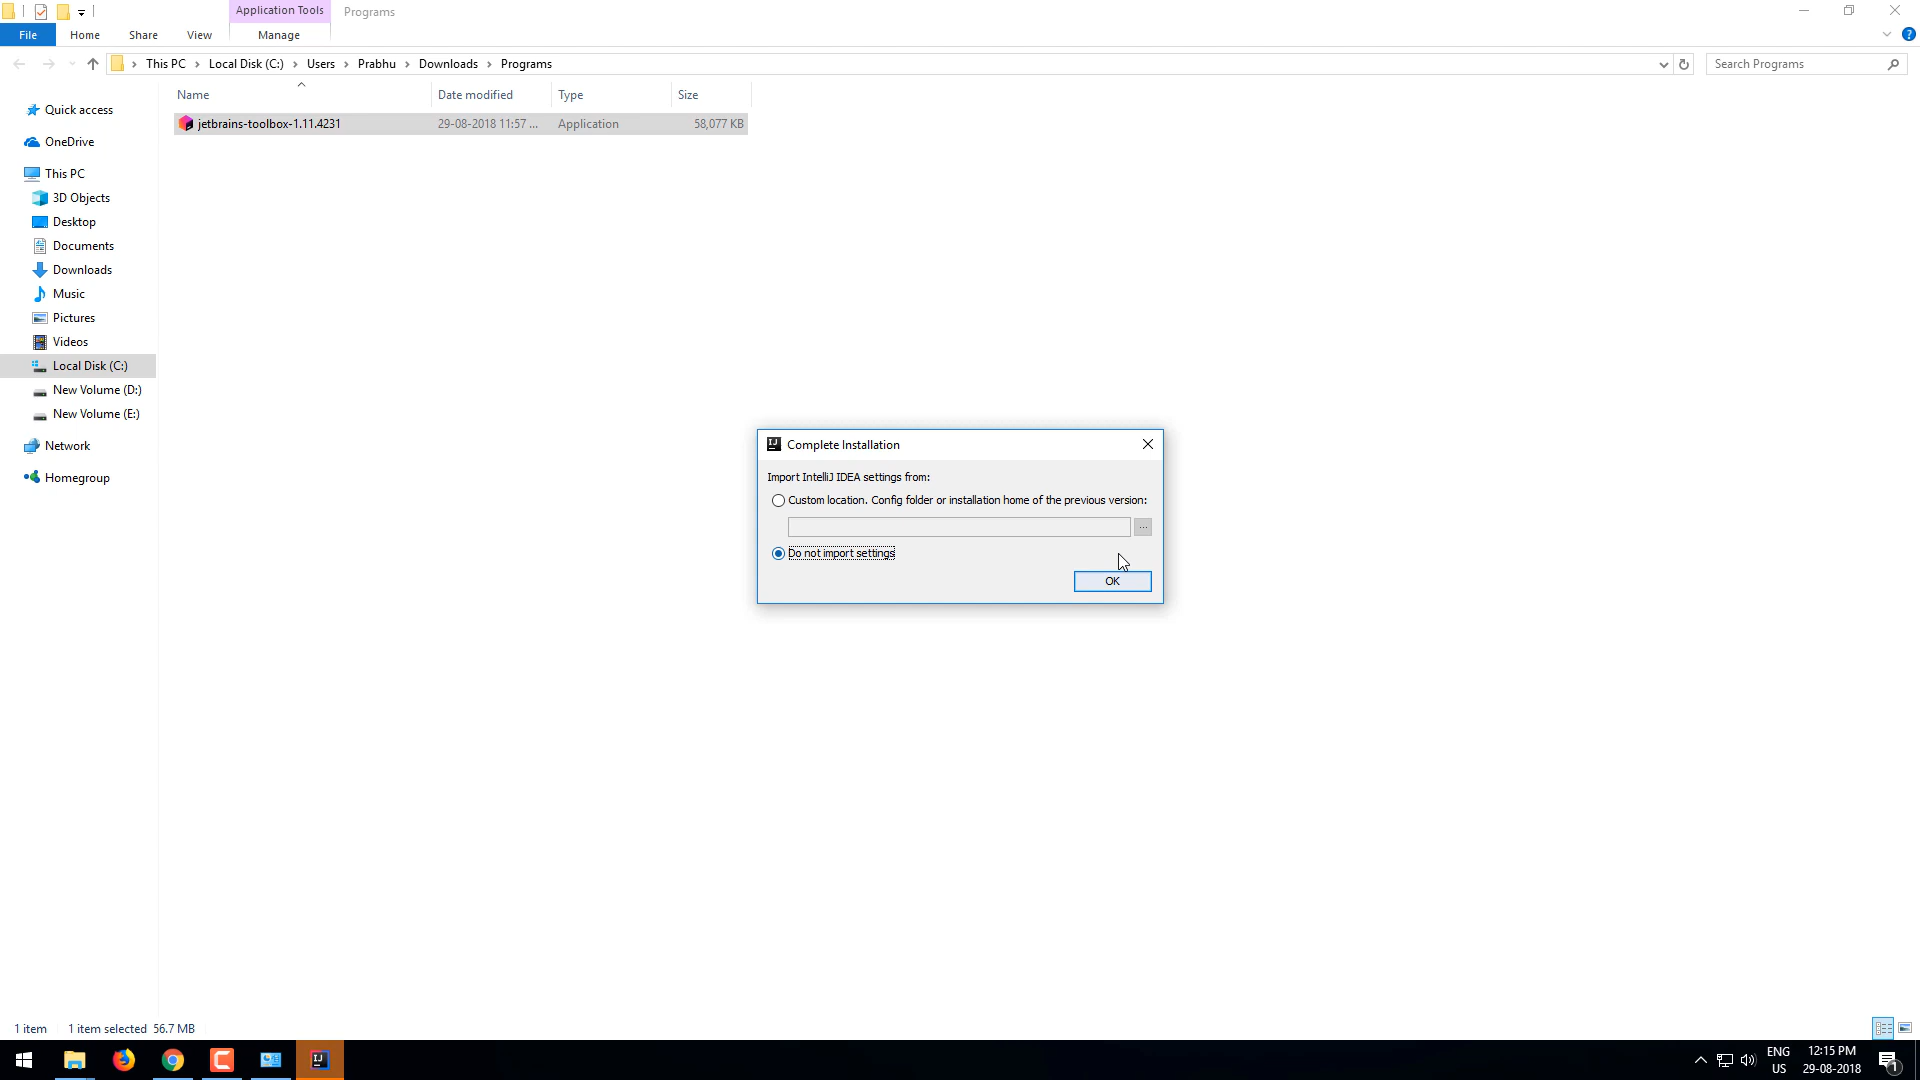 Application Tools
Programs
File
Home
Share
View
Manage
This PC
Local Disk (C:)
Users
Prabhu
Downloads
Programs
Search Programs
Name
Date modified
Type
Size
jetbrains-toolbox-1.11.4231
29-08-2018 11:57 ...
Application
58,077 KB
Quick access
OneDrive
This PC
3D Objects
Desktop
Documents
Downloads
Music
Pictures
Videos
Local Disk (C:)
New Volume (D:)
New Volume (E:)
Network
Homegroup
Complete Installation
Import IntelliJ IDEA settings from:
Custom location. Config folder or installation home of the previous version:
...
Do not import settings
OK
1 item
1 item selected 56.7 MB
IJ
ENG
US
12:15 PM
29-08-2018
1